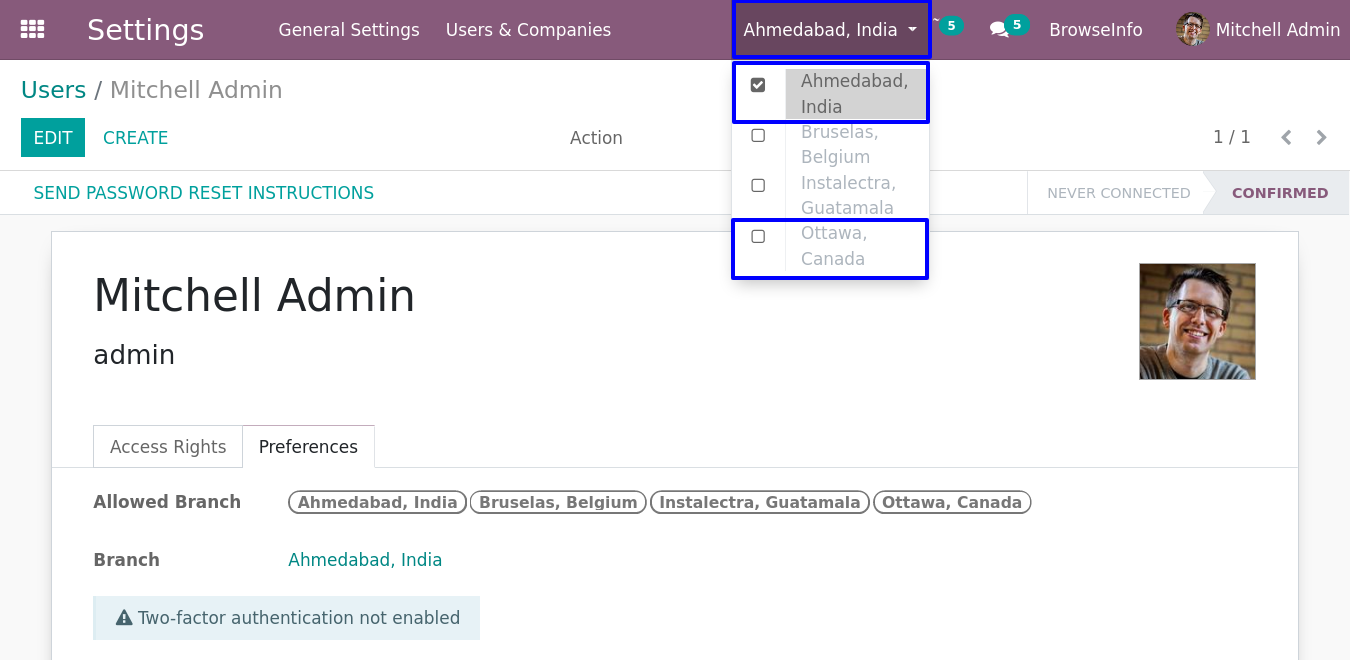 Settings General Settings Users & Companies Ahmedabad, India 5 5 BrowseInfo Mitchell Admin
Users / Mitchell Admin
Ahmedabad,
India
EDIT CREATE Action 1 / 1
Bruselas,
Belgium
SEND PASSWORD RESET INSTRUCTIONS NEVER CONNECTED CONFIRMED
Instalectra,
Guatamala
Ottawa,
Canada
Mitchell Admin
admin
Access Rights Preferences
Allowed Branch Ahmedabad, India Bruselas, Belgium Instalectra, Guatamala Ottawa, Canada
Branch Ahmedabad, India
Two-factor authentication not enabled